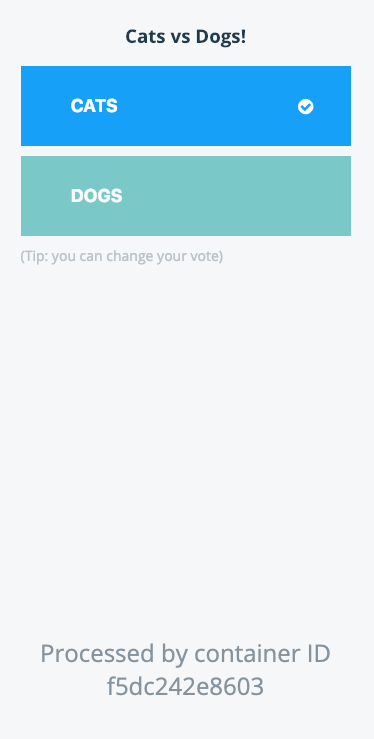 Cats vs Dogs!
CATS
DOGS
(Tip: you can change your vote)
Processed by container ID
f5dc242e8603